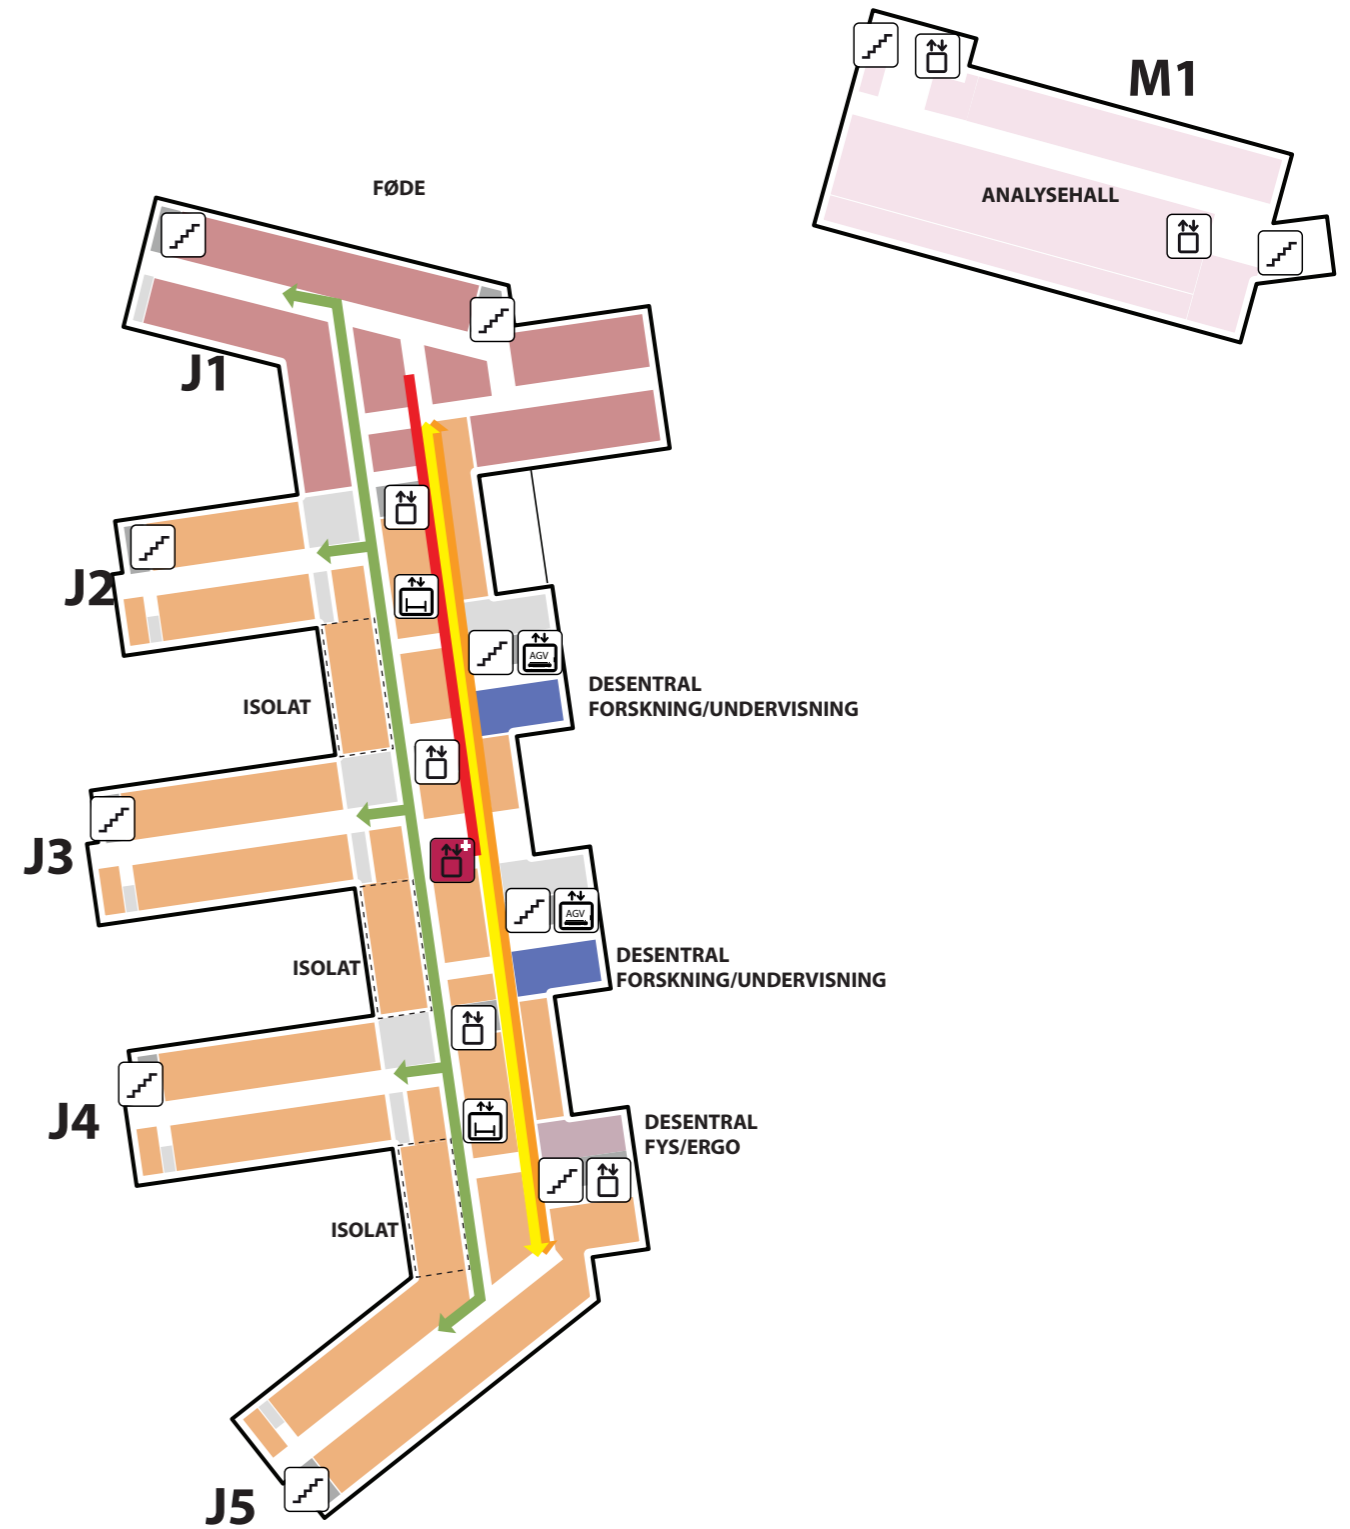 M1
FØDE
ANALYSEHALL
J1
J2
AGV
DESENTRAL
FORSKNING/UNDERVISNING
ISOLAT
J3
AGV
DESENTRAL
FORSKNING/UNDERVISNING
ISOLAT
J4
DESENTRAL
FYS/ERGO
ISOLAT
J5